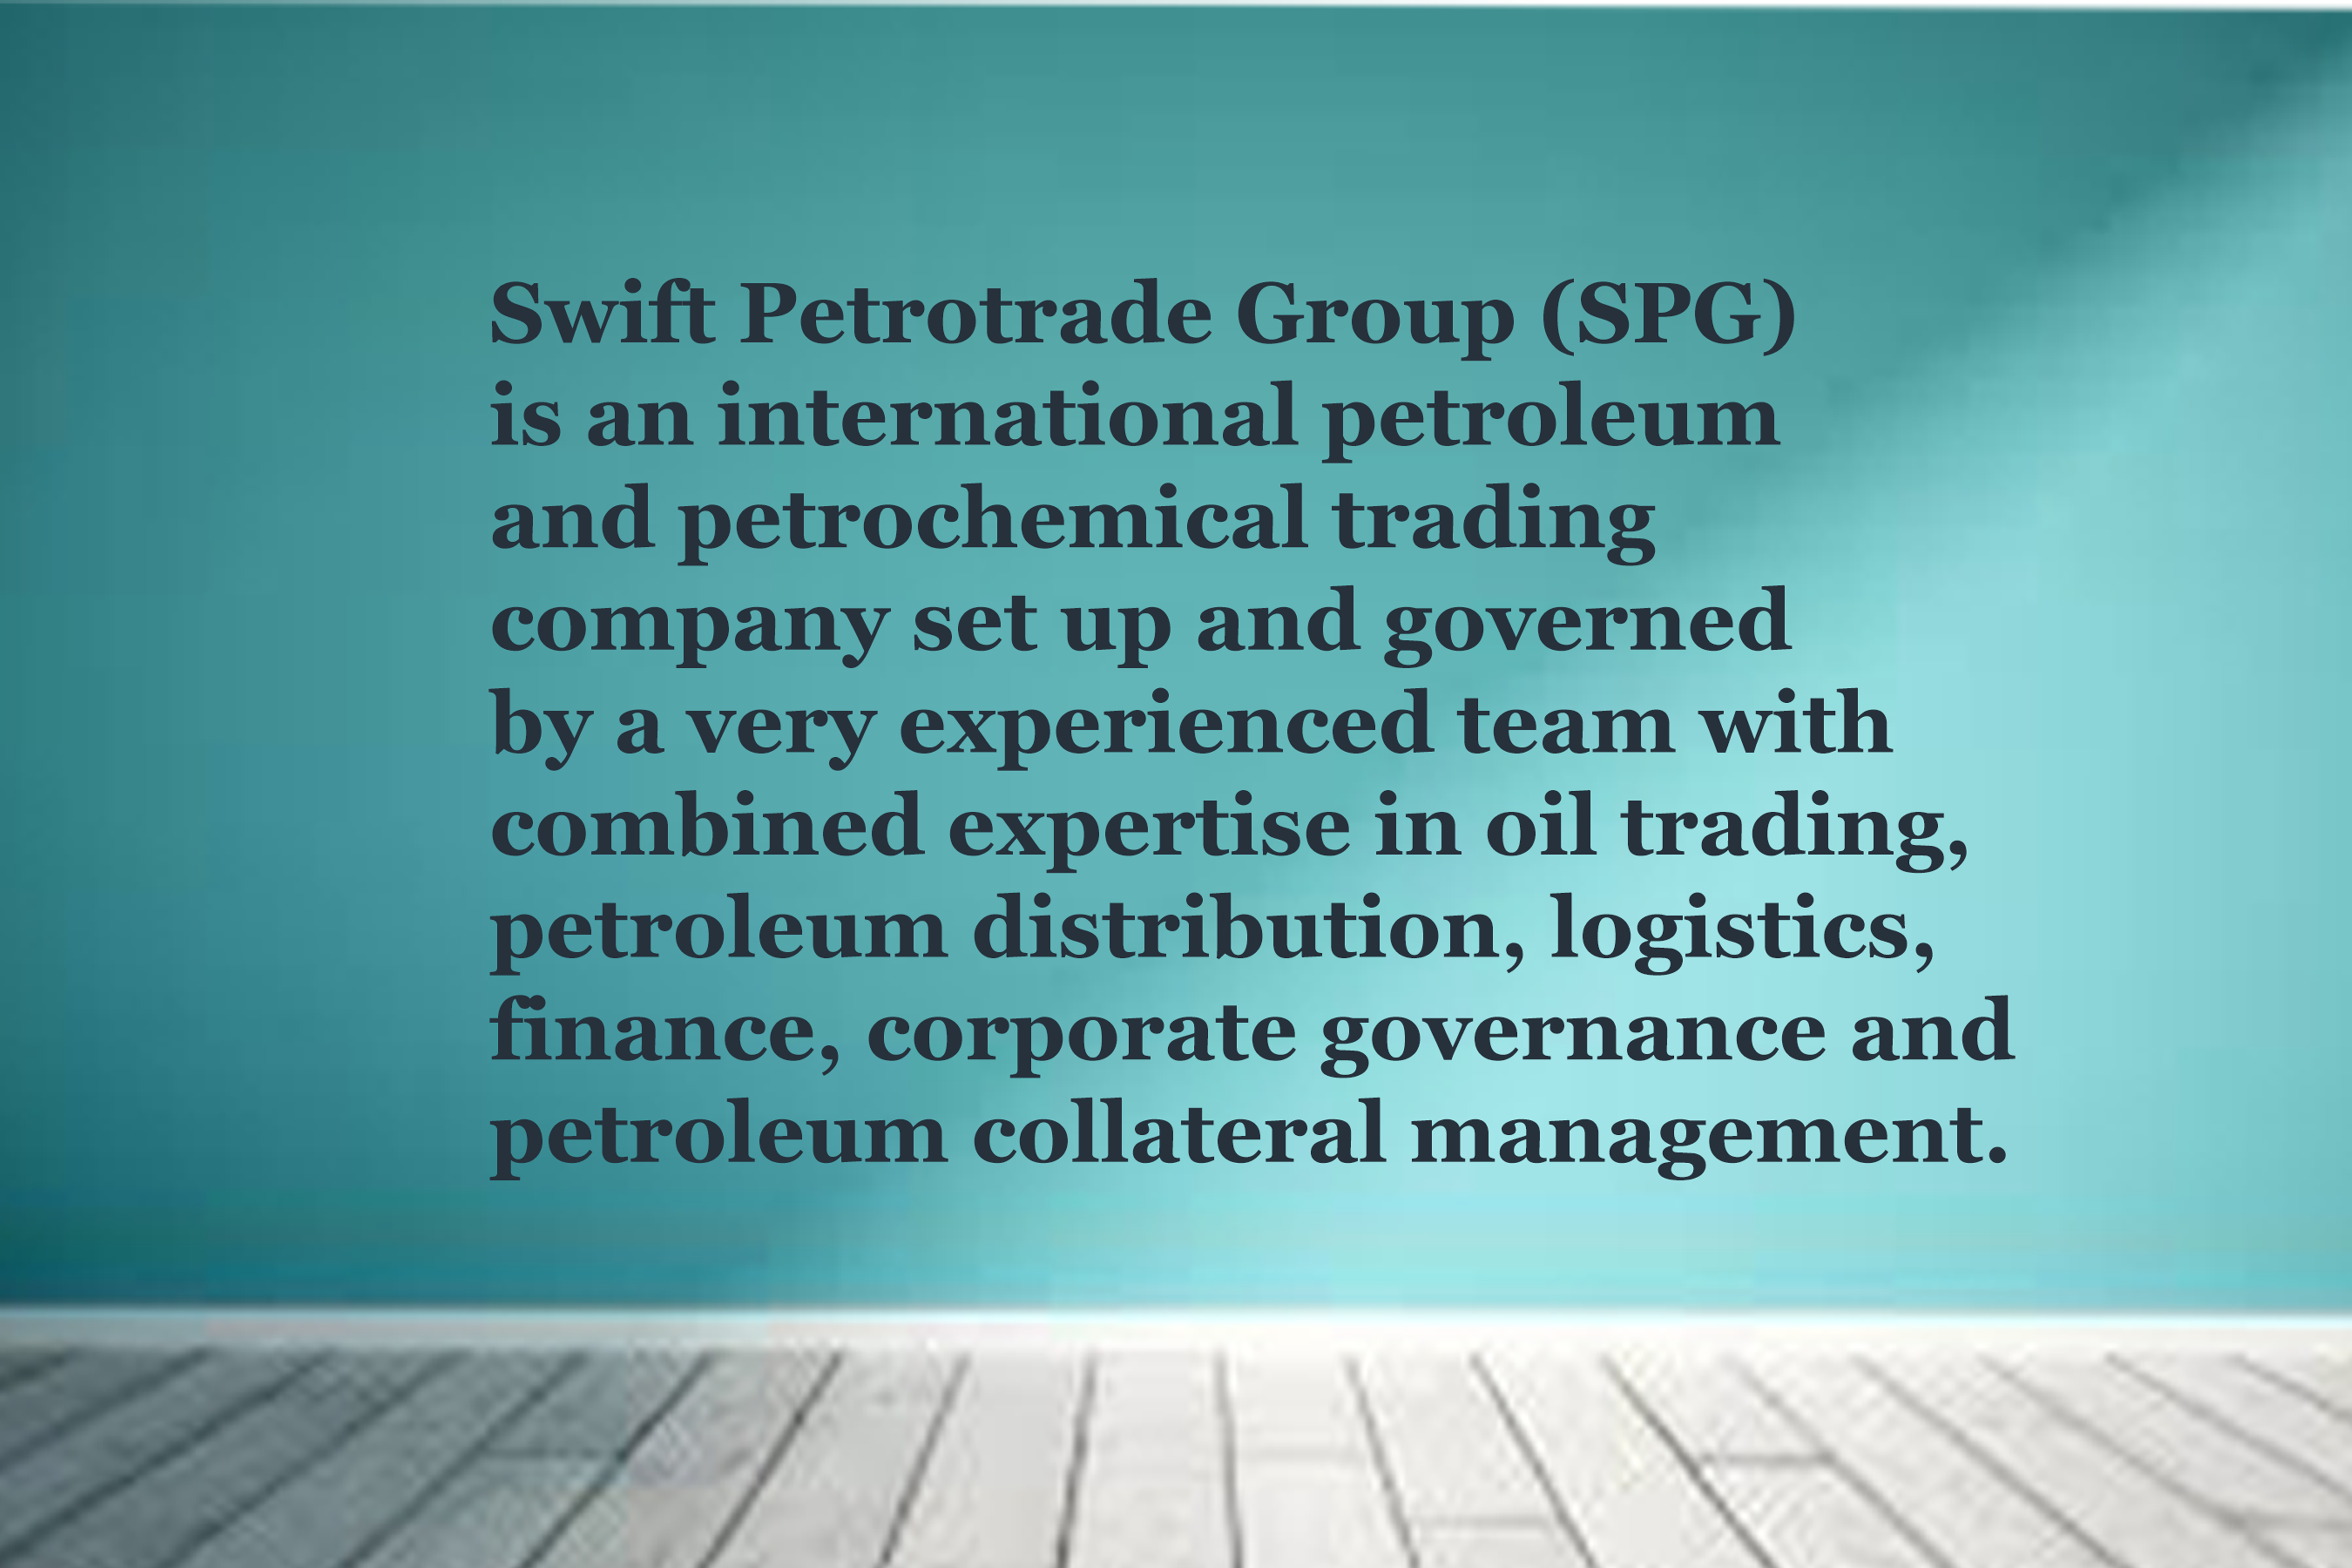 Swift Petrotrade Group (SPG)
is an international petroleum
and petrochemical trading
company set up and governed
by a very experienced team with
combined expertise in oil trading,
petroleum distribution, logistics,
finance, corporate governance and
petroleum collateral management.